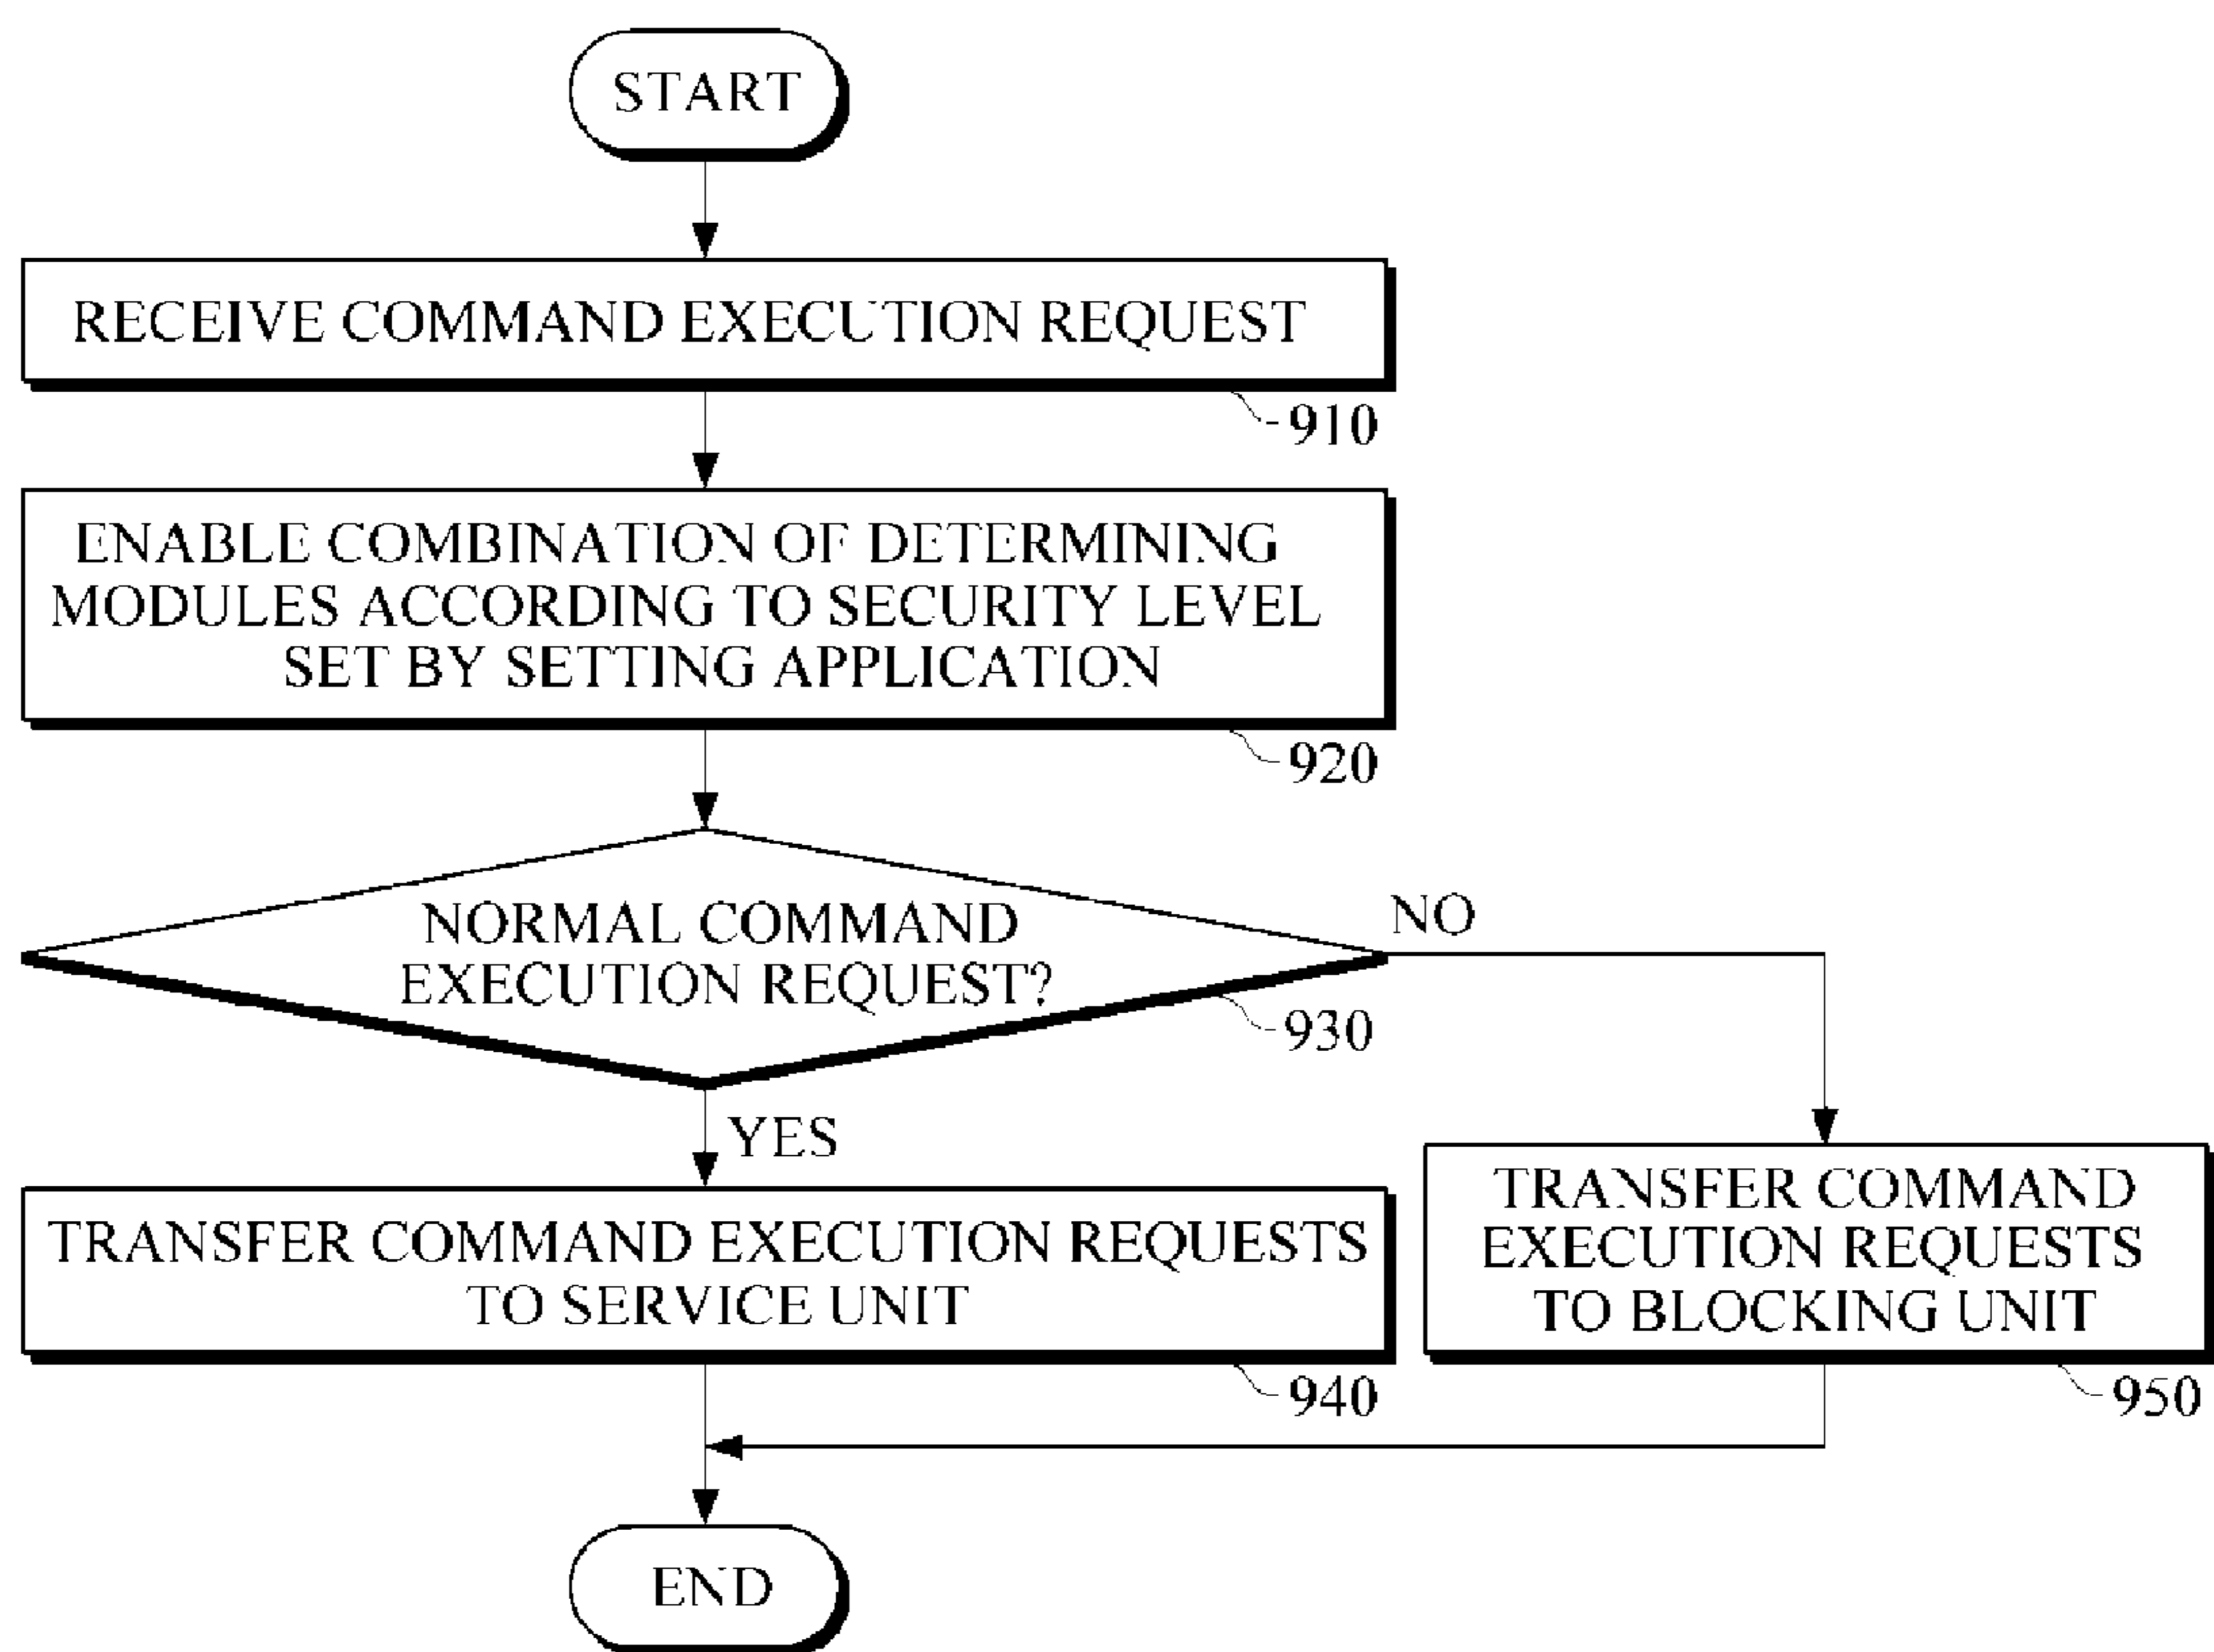 START
RECEIVE COMMAND EXECUTION REQUEST
910
ENABLE COMBINATION OF DETERMINING
MODULES ACCORDING TO SECURITY LEVEL
SET BY SETTING APPLICATION
920
NORMAL COMMAND
EXECUTION REQUEST?
NO
930
YES
TRANSFER COMMAND EXECUTION REQUESTS
TO SERVICE UNIT
940
TRANSFER COMMAND
EXECUTION REQUESTS
TO BLOCKING UNIT
950
END